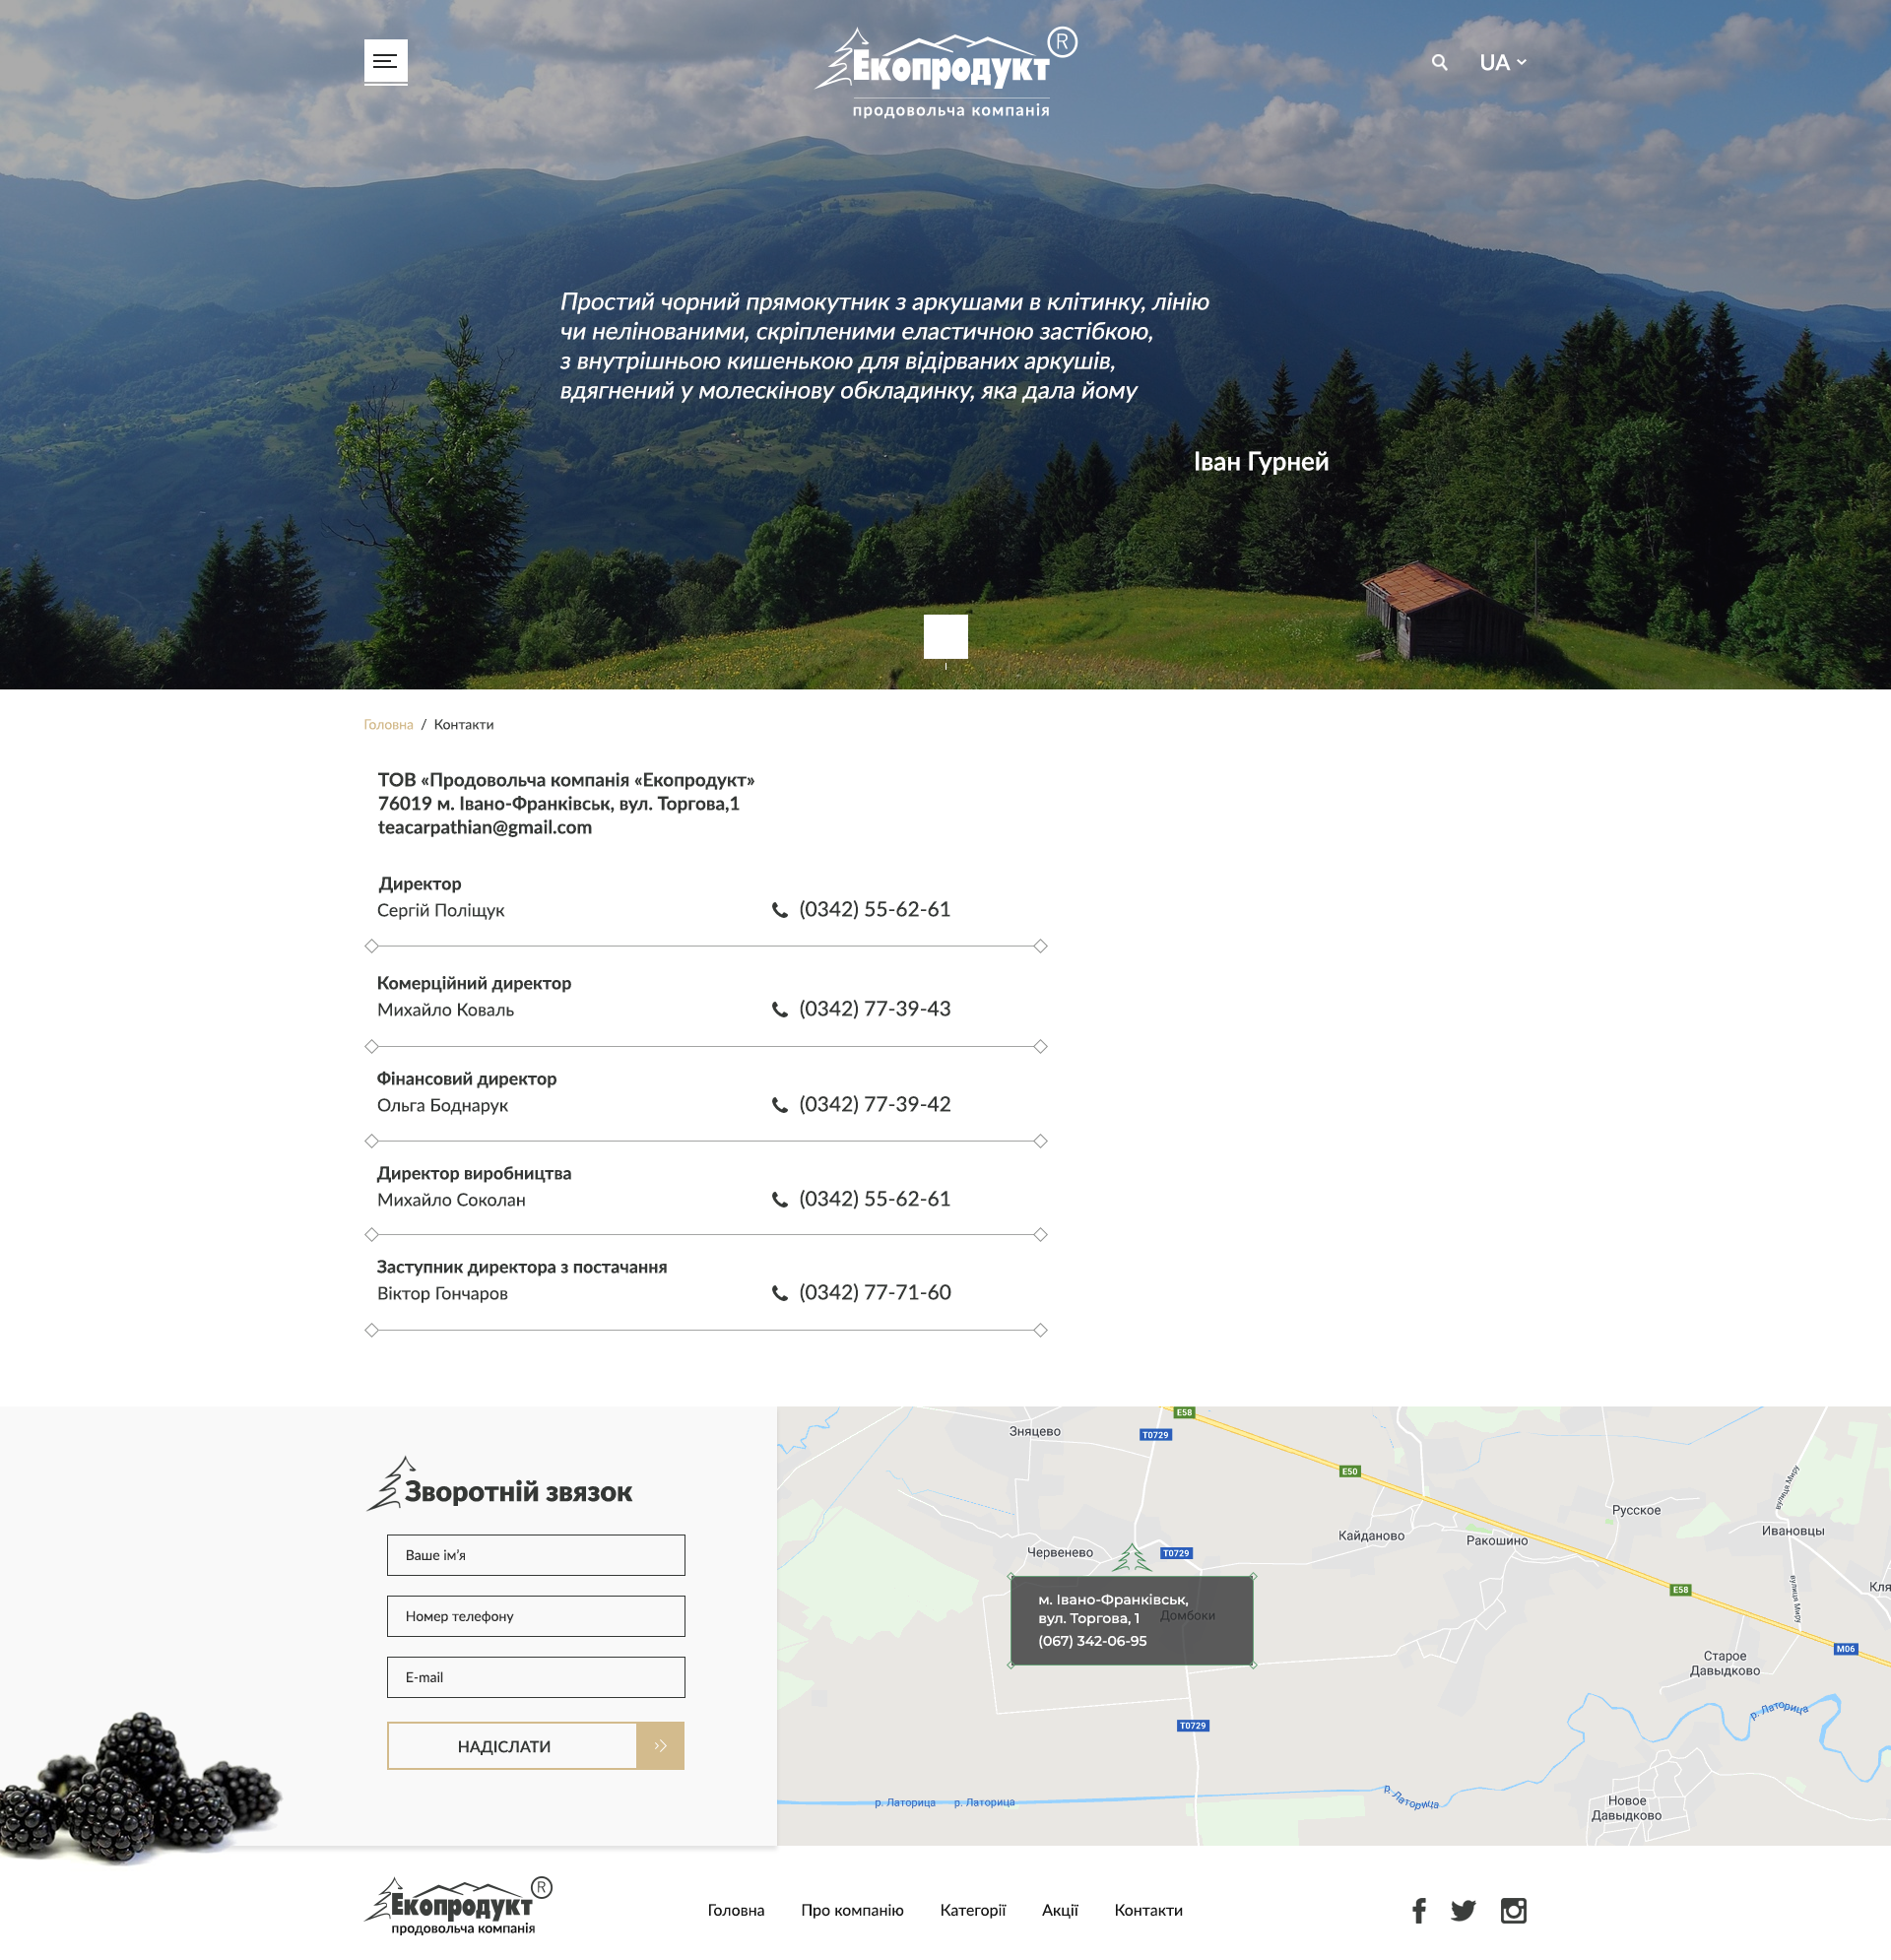 Екопродукт ®
продовольча компанія
UA
Простий чорний прямокутник з аркушами в клітинку, лінію
чи нелінованими, скріпленими еластичною застібкою,
з внутрішньою кишенькою для відірваних аркушів,
вдягнений у молескінову обкладинку, яка дала йому
Іван Гурней
Головна / Контакти
ТОВ «Продовольча компанія «Екопродукт»
76019 м. Івано-Франківськ, вул. Торгова,1
teacarpathian@gmail.com
Директор
Сергій Поліщук
(0342) 55-62-61
Комерційний директор
Михайло Коваль
(0342) 77-39-43
Фінансовий директор
Ольга Боднарук
(0342) 77-39-42
Директор виробництва
Михайло Соколан
(0342) 55-62-61
Заступник директора з постачання
Віктор Гончаров
(0342) 77-71-60
Зворотній звязок
Ваше ім'я
Номер телефону
E-mail
НАДІСЛАТИ
E58
Зняцево
T0729
E50
вулиця Миру
Русское
Ивановцы
Кайданово
Ракошино
Червенево
T0729
E58
Кля
вулиця Миру
м. Івано-Франківськ,
вул. Торгова, 1
Домбоки
(067) 342-06-95
M06
Старое
Давыдково
р. Латорица
T0729
р. Латорица
р. Латорица
р. Латорица
Новое
Давыдково
Екопродукт ®
продовольча компанія
Головна
Про компанію
Категорії
Акції
Контакти